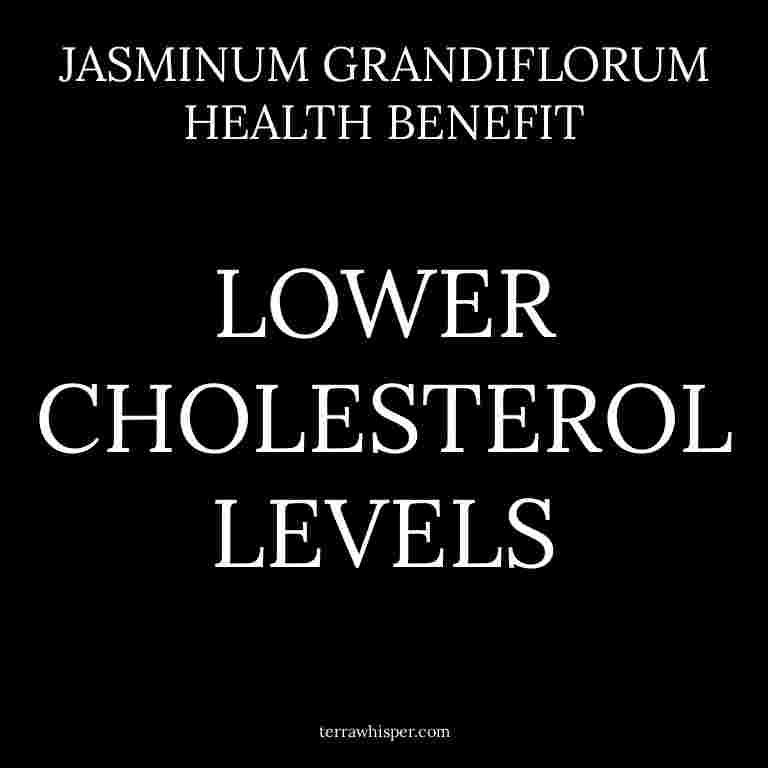 JASMINUM GRANDIFLORUM
HEALTH BENEFIT
LOWER
CHOLESTEROL
LEVELS
terrawhisper.com